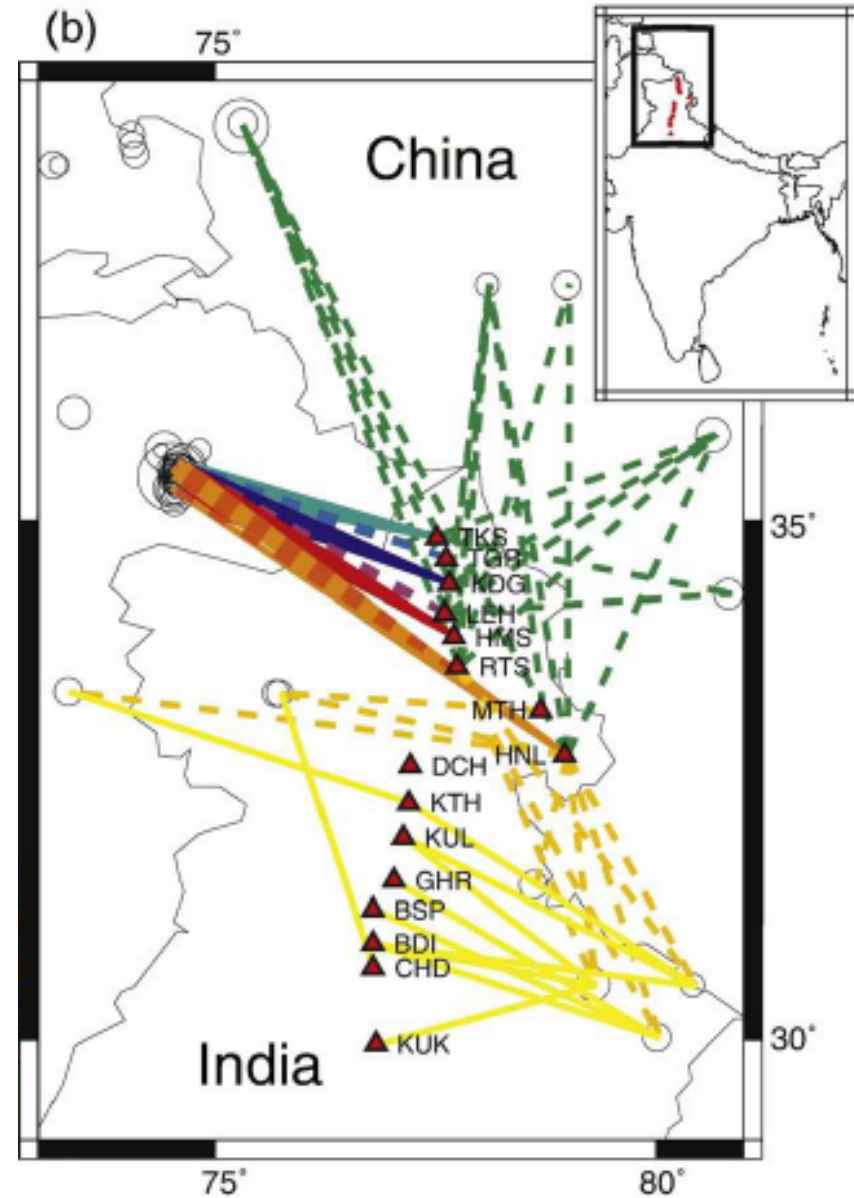 (b)
75°
China
35°
TKS
TGR
KDG
LEH
HMS
RTS
MTH
HNL
DCH
KTH
KUL
GHR
BSP
BDI
CHD
KUK
India
30°
75°
80°